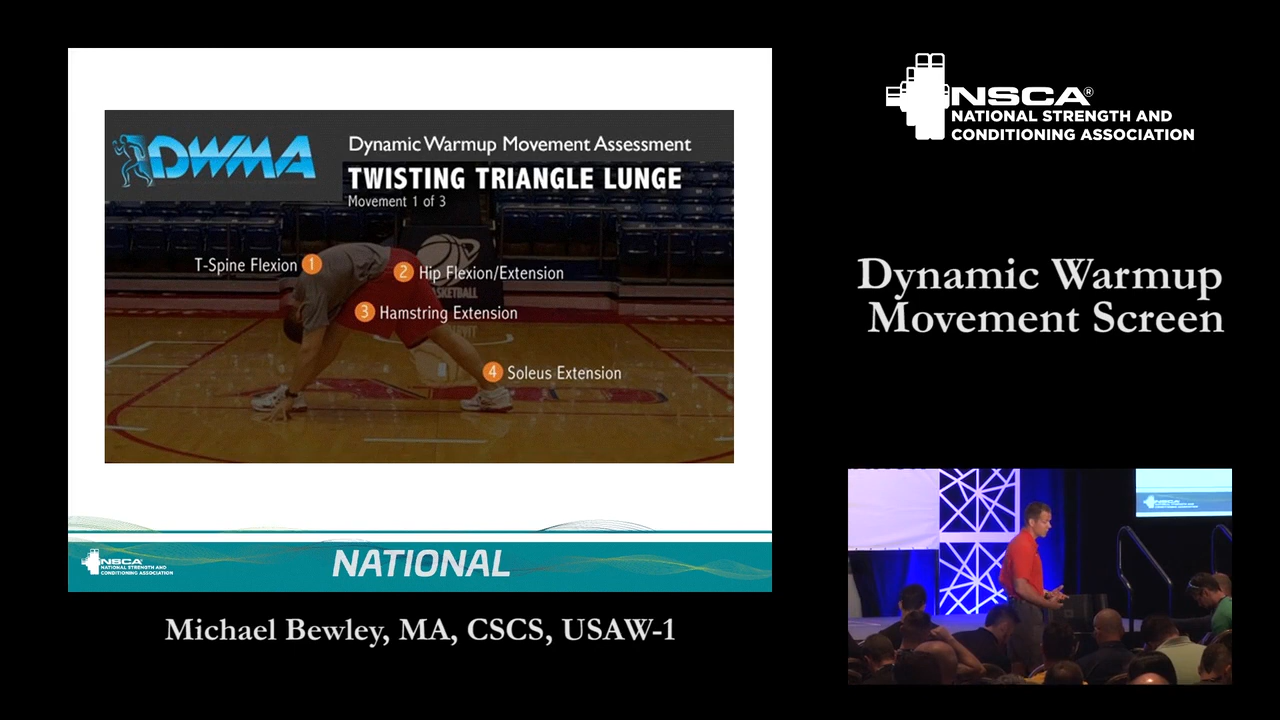 DWMA
Dynamic Warmup Movement Assessment
TWISTING TRIANGLE LUNGE
Movement 1 of 3
T-Spine Flexion 1
2 Hip Flexion/Extension
BASKETBALL
3 Hamstring Extension
4 Soleus Extension
NSCA
NATIONAL STRENGTH AND
CONDITIONING ASSOCIATION
NATIONAL
Michael Bewley, MA, CSCS, USAW-1
NSCA®
NATIONAL STRENGTH AND
CONDITIONING ASSOCIATION
Dynamic Warmup
Movement Screen
NSCA